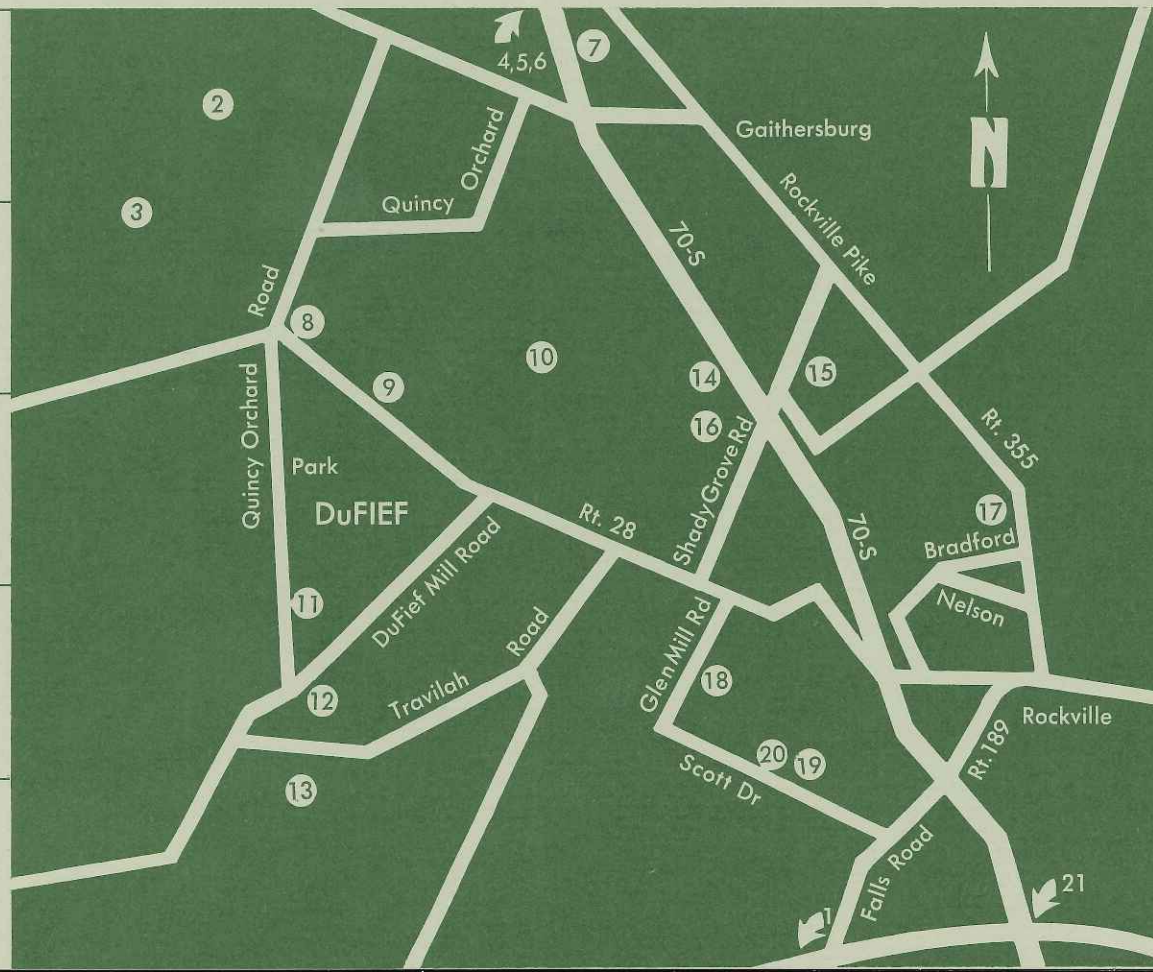 4,5,6
7
2
Gaithersburg
Orchard
N
3
Quincy
Rockville Pike
70-S
Road
8
10
9
14
15
Quincy Orchard
16
Shady Grove Rd
Rt. 355
Park
DuFIEF
17
Rt. 28
70-S
Bradford
DuFief Mill Road
11
Nelson
Road
Glen Mill Rd
18
12
Travilah
Rockville
Rt. 189
20
19
Scott Dr
13
Falls Road
21
1